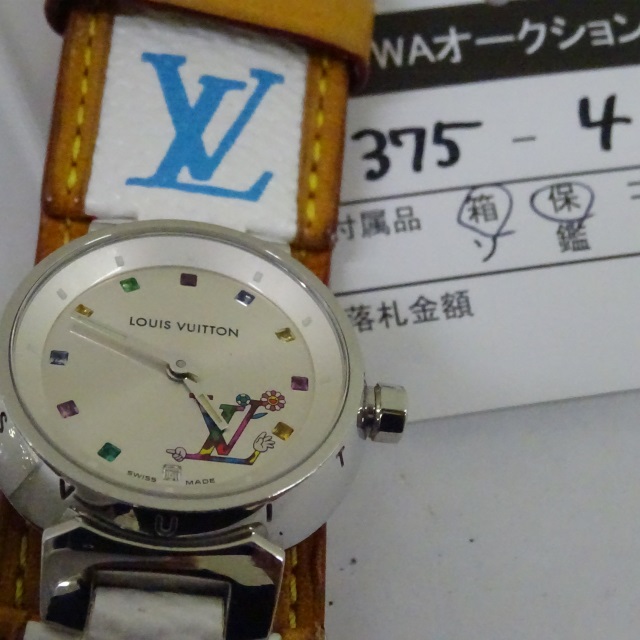 WAオークション
375-4
付属品 箱 保
ソ 鑑
落札金額
LV
LOUIS VUITTON
SWISS MADE
S V U I T